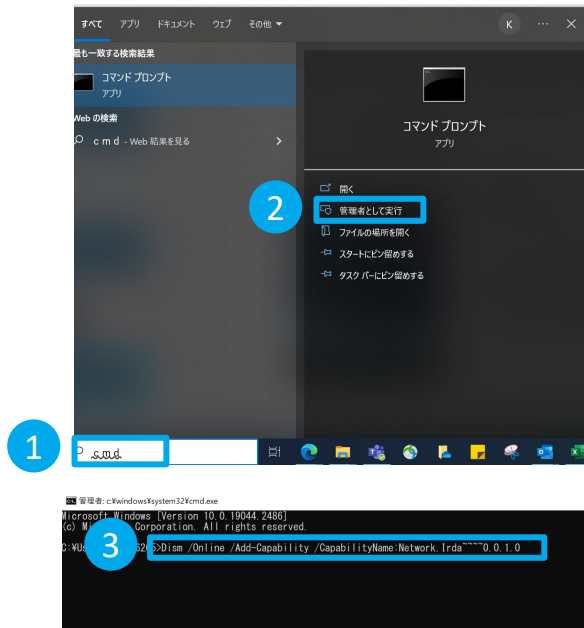 すべて アプリ ドキュメント ウェブ その他 ▼ K ... ×
最も一致する検索結果
コマンド プロンプト
アプリ
Web の検索
c m d - Web 結果を見る
コマンド プロンプト
アプリ
開く
2
管理者として実行
ファイルの場所を開く
スタートにピン留めする
タスク バーにピン留めする
1
cmd
管理者: c:¥windows¥system32¥cmd.exe
Microsoft Windows [Version 10.0.19044.2486]
(c) Corporation. All rights reserved.
3
>Dism /Online /Add-Capability /CapabilityName:Network.Irda~~~~0.0.1.0